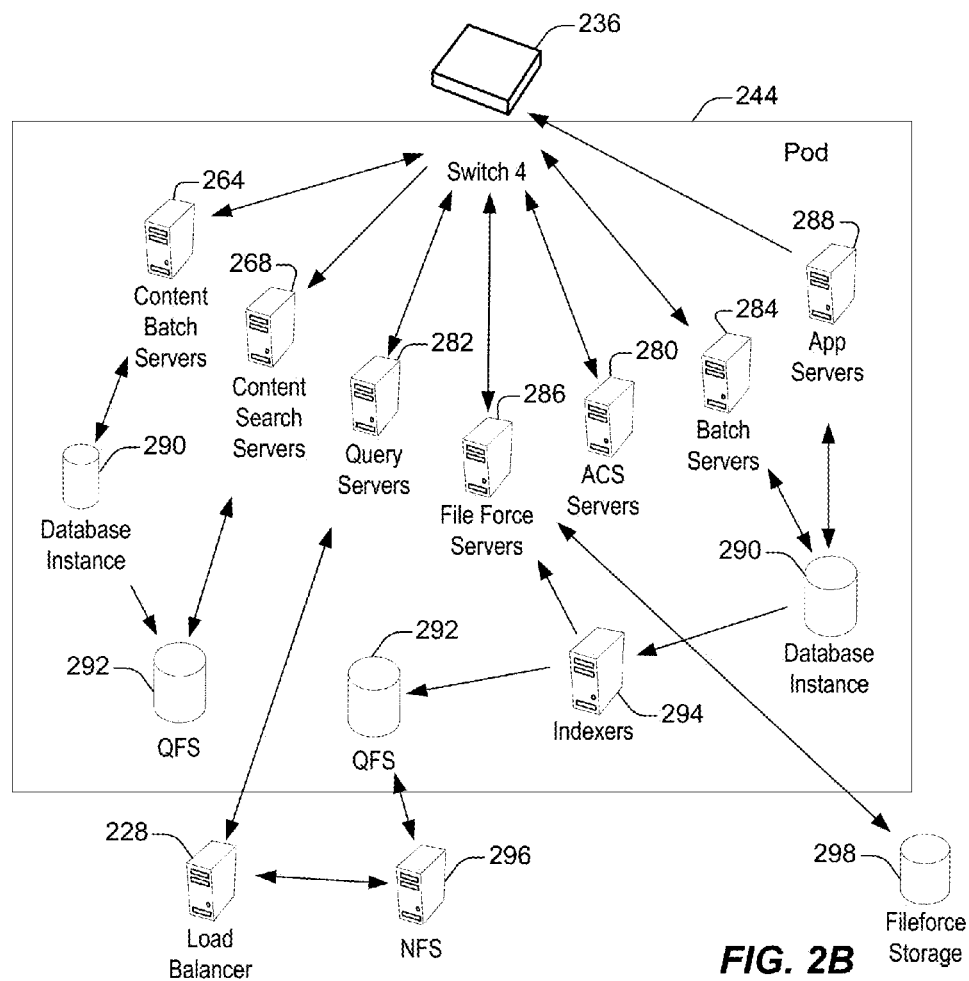 236
244
Pod
Switch 4
264
Content
Batch
Servers
268
Content
Search
Servers
282
Query
Servers
286
File Force
Servers
280
ACS
Servers
284
Batch
Servers
288
App
Servers
290
Database
Instance
290
Database
Instance
292
QFS
292
QFS
294
Indexers
228
Load
Balancer
296
NFS
298
Fileforce
Storage
FIG. 2B